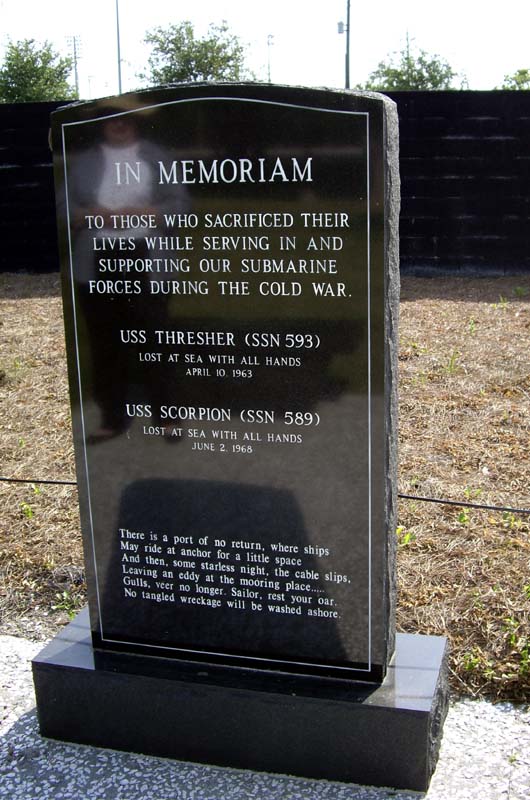 IN MEMORIAM
TO THOSE WHO SACRIFICED THEIR
LIVES WHILE SERVING IN AND
SUPPORTING OUR SUBMARINE
FORCES DURING THE COLD WAR.
USS THRESHER (SSN 593)
LOST AT SEA WITH ALL HANDS
APRIL 10, 1963
USS SCORPION (SSN 589)
LOST AT SEA WITH ALL HANDS
JUNE 2, 1968
There is a port of no return, where ships
May ride at anchor for a little space
And then, some starless night, the cable slips,
Leaving an eddy at the mooring place.....
Gulls, veer no longer. Sailor, rest your oar.
No tangled wreckage will be washed ashore.